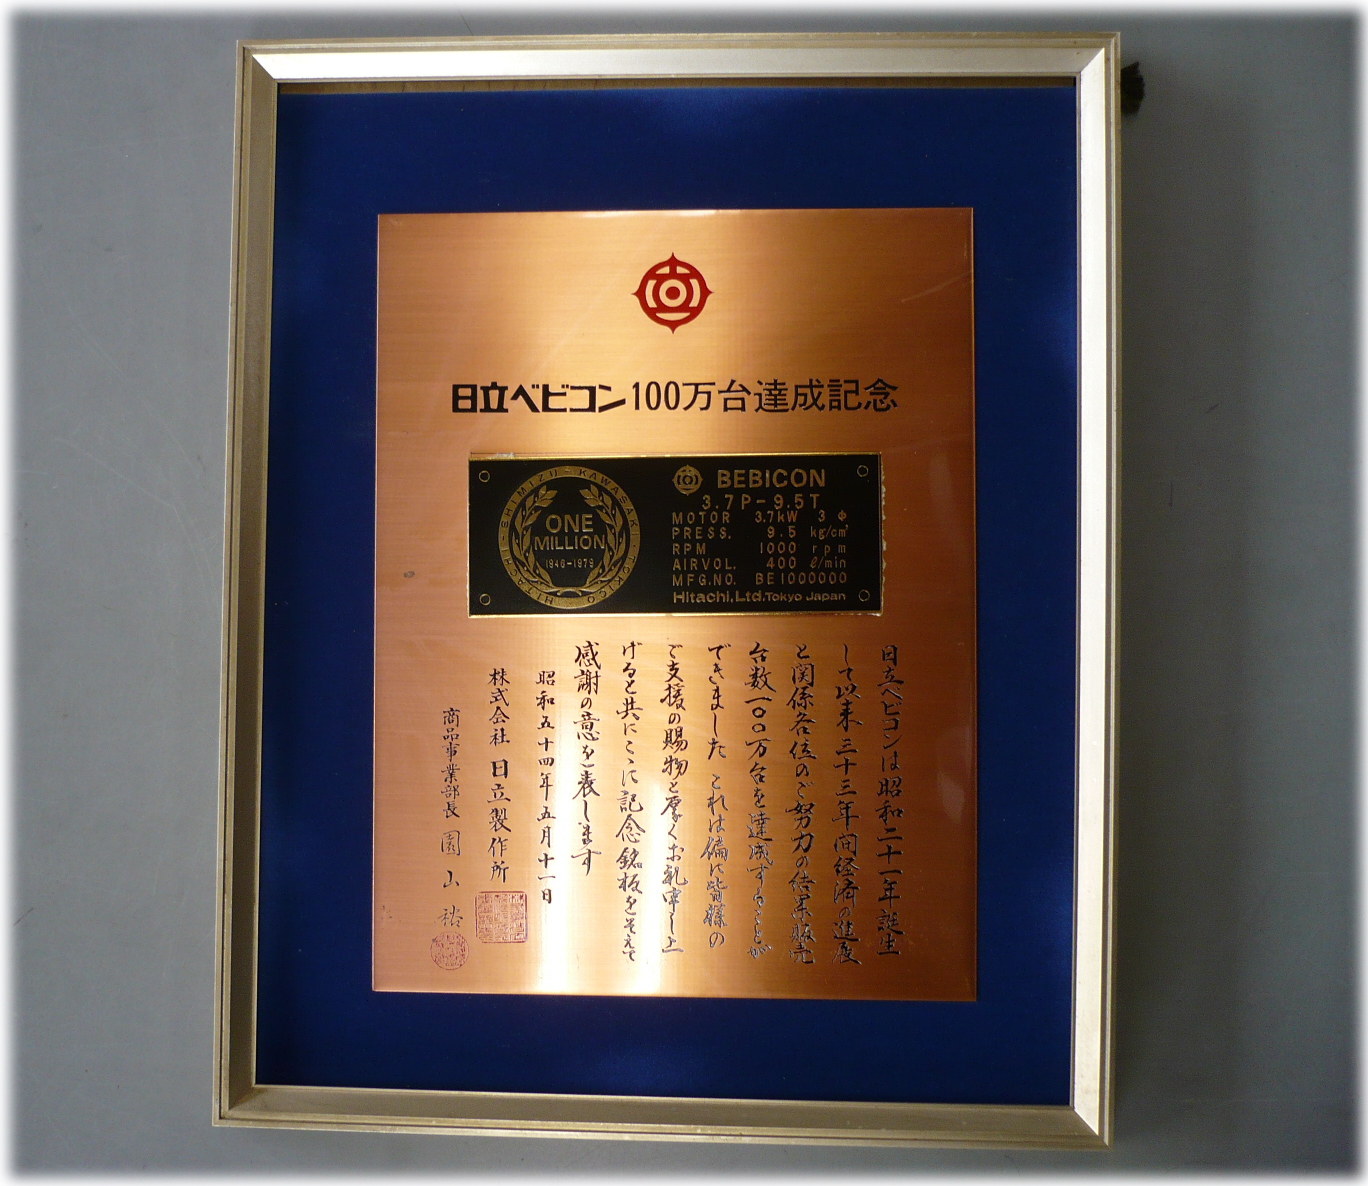 日立ベビコン100万台達成記念
SHIMIZU - KAWASAKI - TOKICO - HITACHI
ONE
MILLION
1946-1979
BEBICON
3.7P-9.5T
MOTOR 3.7kW 3 Φ
PRESS. 9.5 kg/cm²
RPM 1000 rpm
AIRVOL. 400 ℓ/min
MFG.NO. BE1000000
Hitachi, Ltd. Tokyo Japan
日立ベビコンは昭和二十一年誕生
して以来三十三年間経済の進展
と関係各位のご努力の結果販売
台数一〇〇万台を達成することが
できました これは偏に皆様の
ご支援の賜物と厚くお礼申し上
げると共にここに記念銘板をそえて
感謝の意を表します
昭和五十四年五月十一日
株式会社 日立製作所
商品事業部長 園山 裕